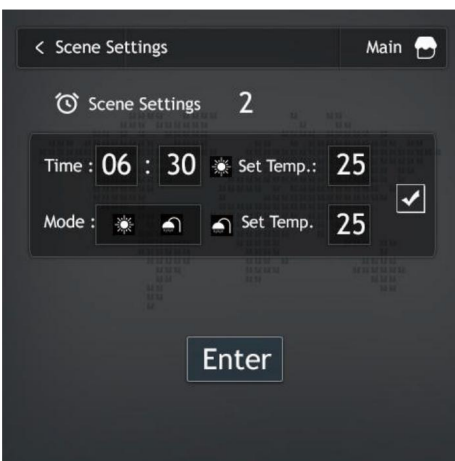 < Scene Settings Main
Scene Settings 2
Time : 06 : 30 Set Temp.: 25
Mode : Set Temp. 25
Enter